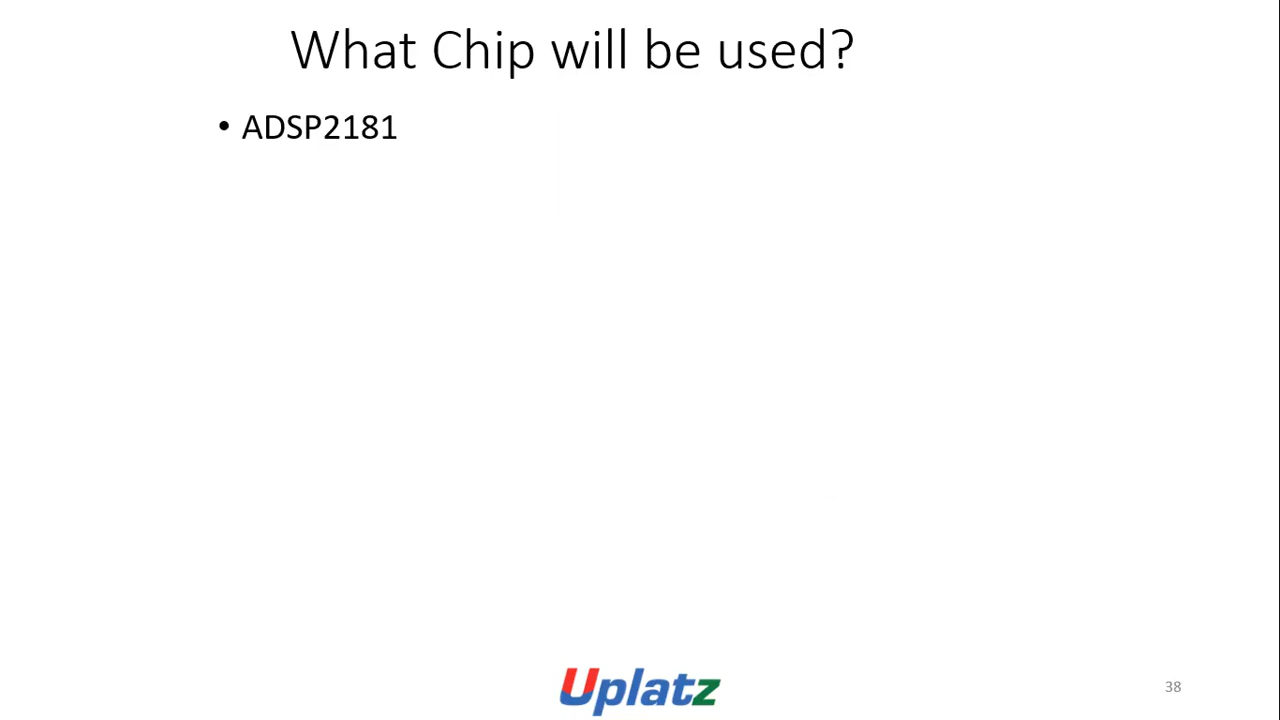 What Chip will be used?
• ADSP2181
Uplatz
38